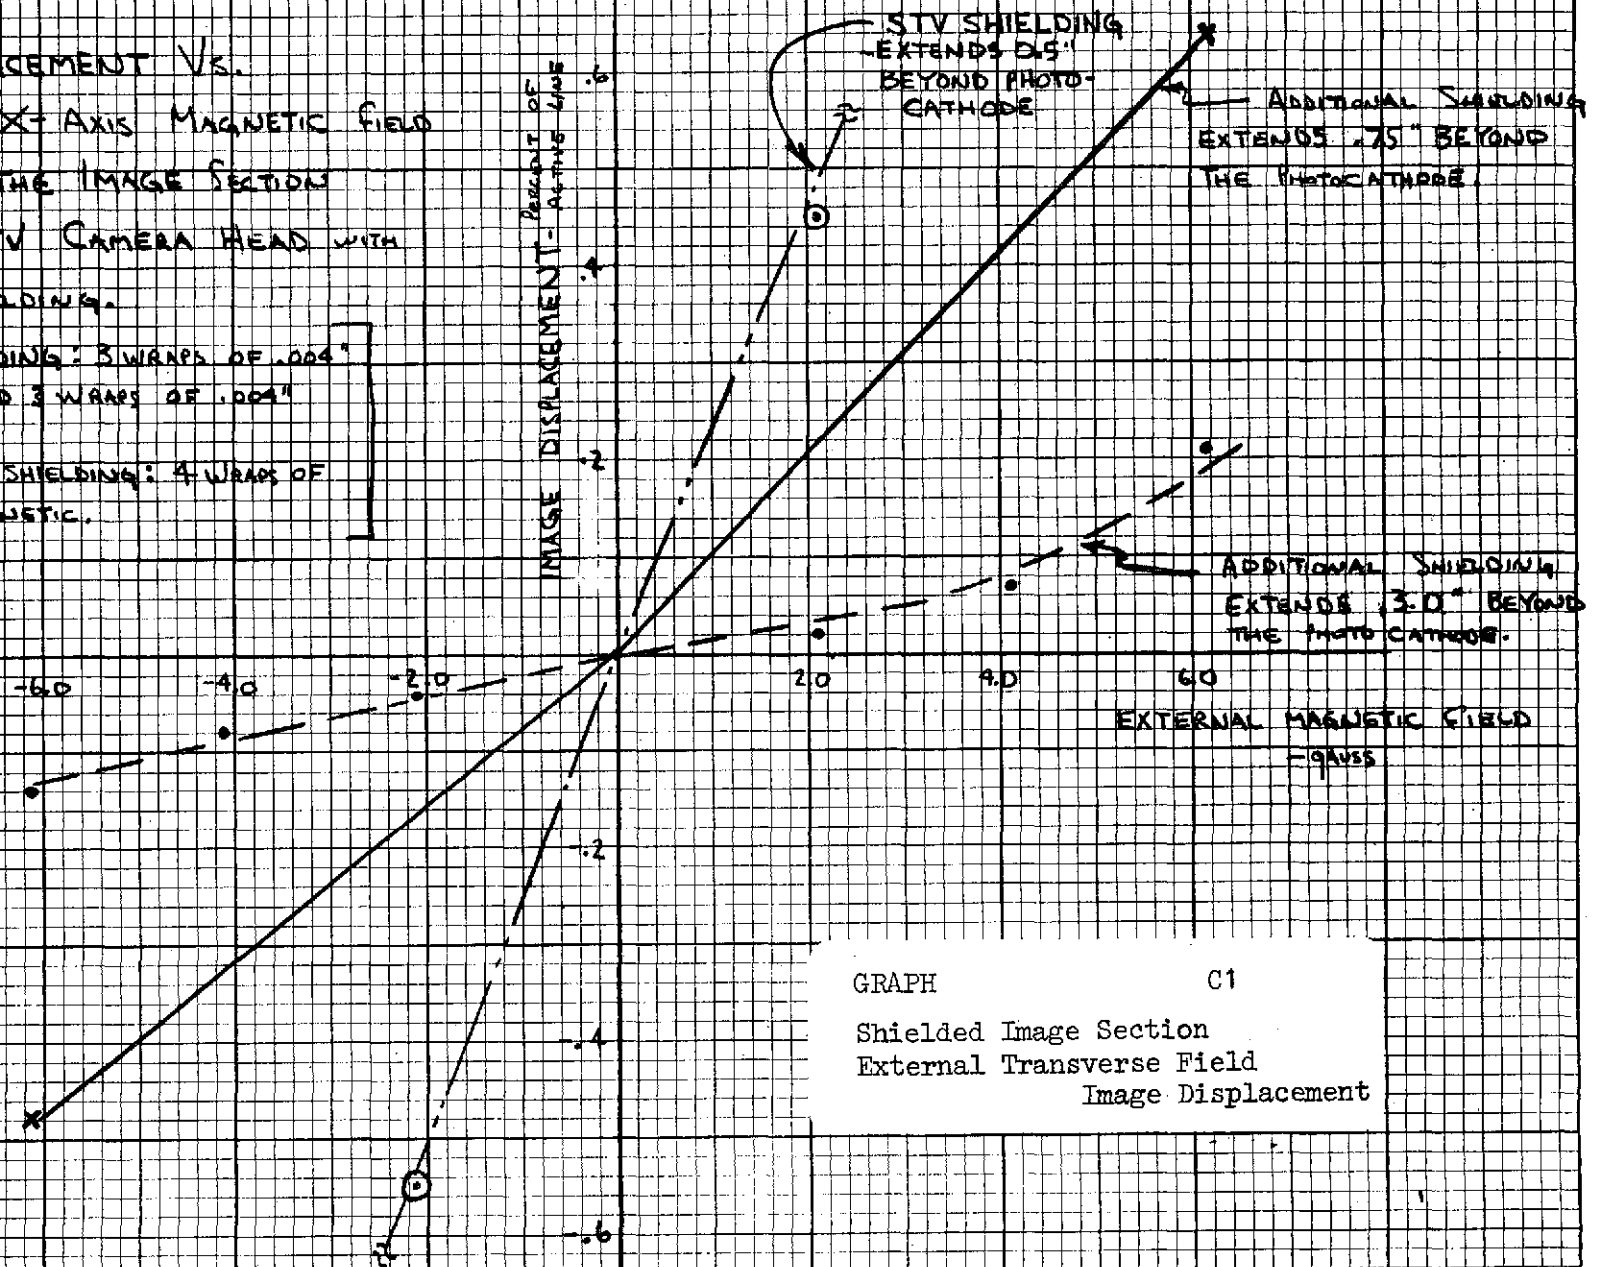 CEMENT VS.
X-AXIS MAGNETIC FIELD
THE IMAGE SECTION
V CAMERA HEAD WITH
LDING.
DING: 3 WRAPS OF .004"
D 3 WRAPS OF .004"
SHIELDING: 4 WRAPS OF
NETIC.
IMAGE DISPLACEMENT - PERCENT OF
ACTIVE LINE
STV SHIELDING
EXTENDS 0.5"
BEYOND PHOTO-
CATHODE
ADDITIONAL SHIELDING
EXTENDS .75" BEYOND
THE PHOTOCATHODE.
.6
.4
.2
-6.0 -4.0 -2.0 2.0 4.0 6.0
ADDITIONAL SHIELDING
EXTENDS 3.0" BEYOND
THE PHOTO CATHODE.
EXTERNAL MAGNETIC FIELD
- gAUSS
-.2
-.4
-.6
GRAPH C1
Shielded Image Section
External Transverse Field
Image Displacement